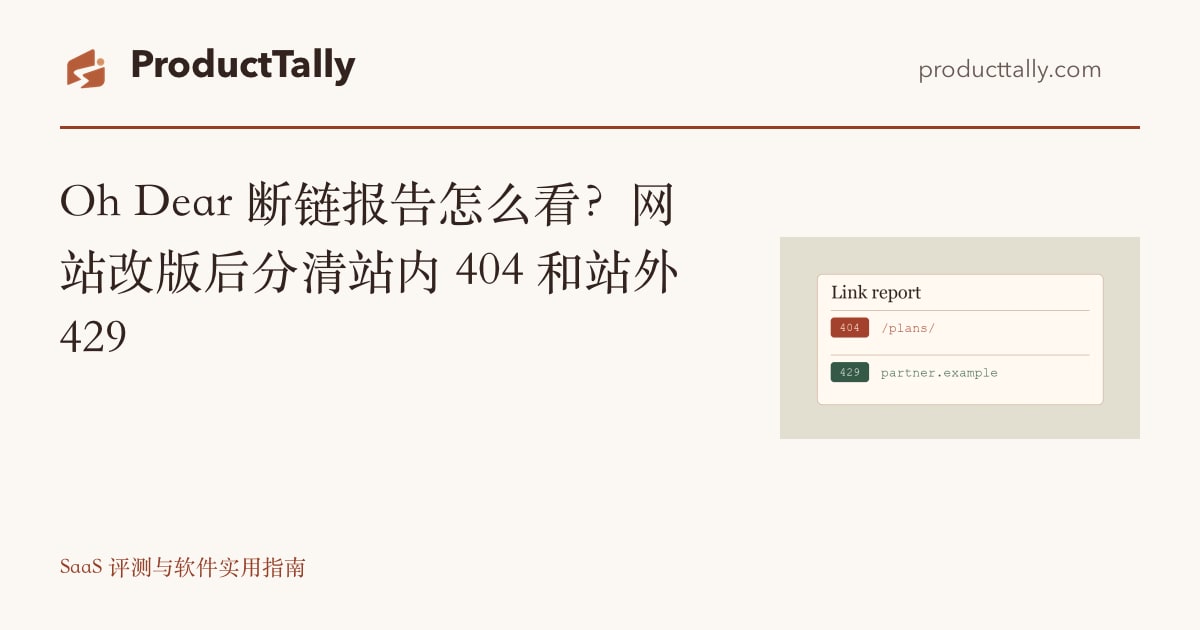 ProductTally
producttally.com
Oh Dear 断链报告怎么看？网
站改版后分清站内 404 和站外
429
Link report
404 /plans/
429 partner.example
SaaS 评测与软件实用指南